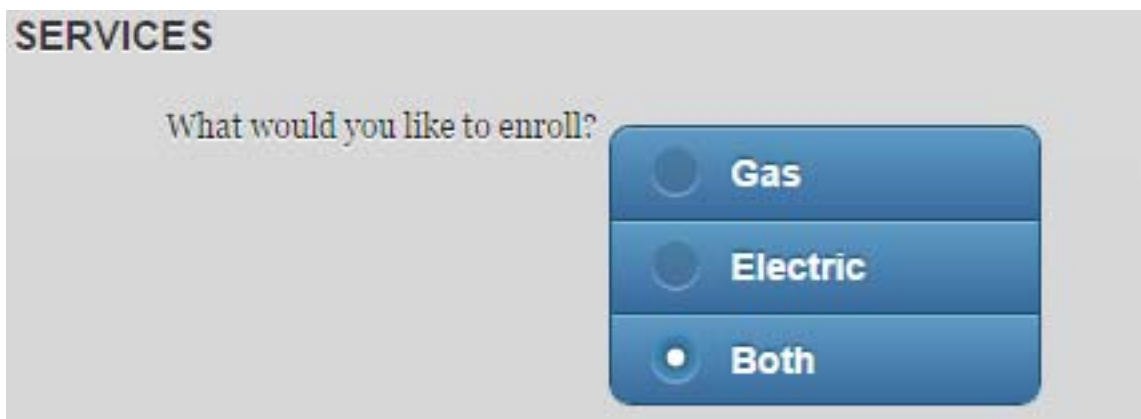 SERVICES
What would you like to enroll?
Gas
Electric
Both